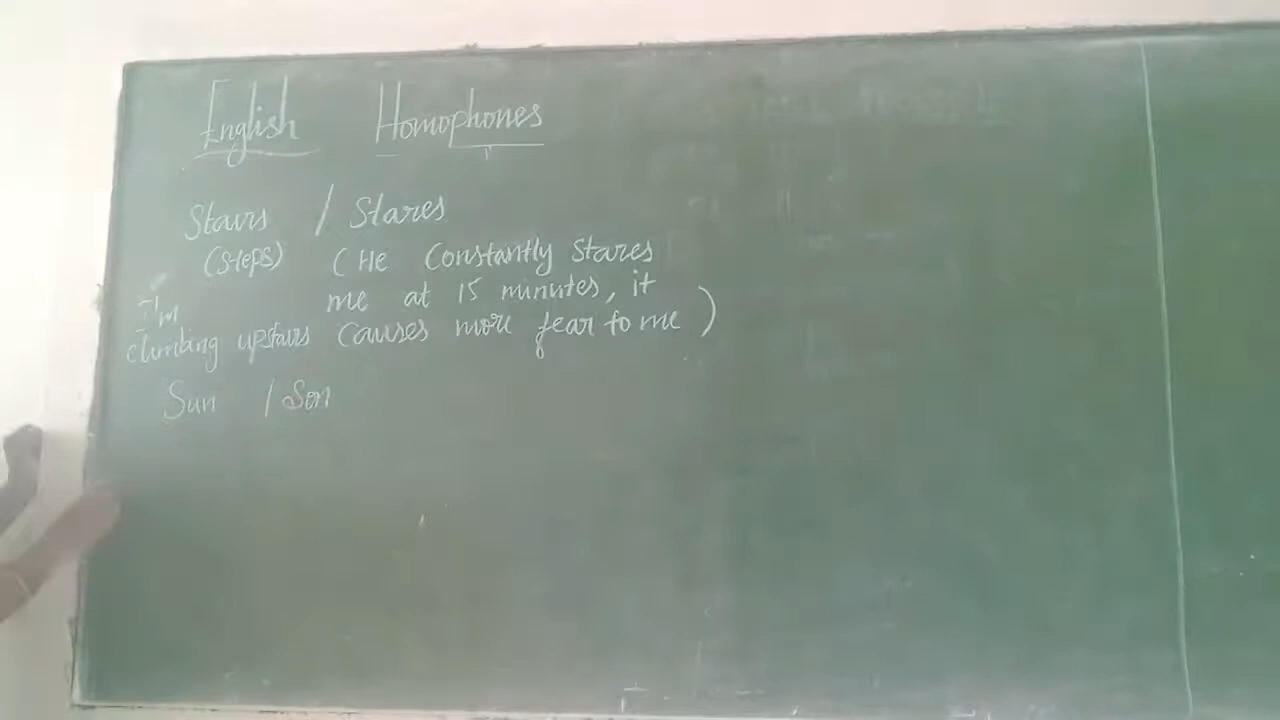 English Homophones
Stairs / Stares
(Steps) (He Constantly Stares
I'm me at 15 minutes, it
climbing upstairs causes more fear to me)
Sun / Son